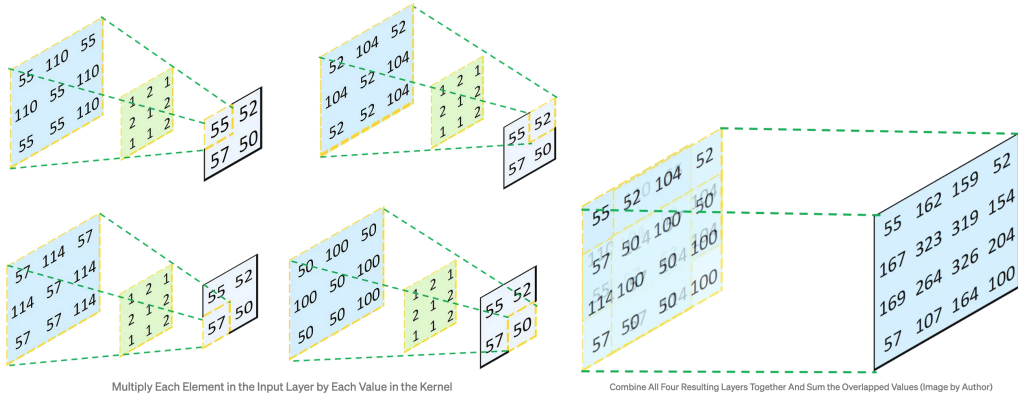 55 110 55
110 55 110
55 55 110
1 2 1
2 1 2
1 1 2
55 52
57 50
52 104 52
104 52 104
52 52 104
1 2 1
2 1 2
1 1 2
55 52
57 50
57 114 57
114 57 114
57 57 114
1 2 1
2 1 2
1 1 2
55 52
57 50
50 100 50
100 50 100
50 50 100
1 2 1
2 1 2
1 1 2
55 52
57 50
Multiply Each Element in the Input Layer by Each Value in the Kernel
55 52 104 52
57 50 100 50
114 100 50 100
57 50 50 100
55 162 159 52
167 323 319 154
169 264 326 204
57 107 164 100
Combine All Four Resulting Layers Together And Sum the Overlapped Values (Image by Author)